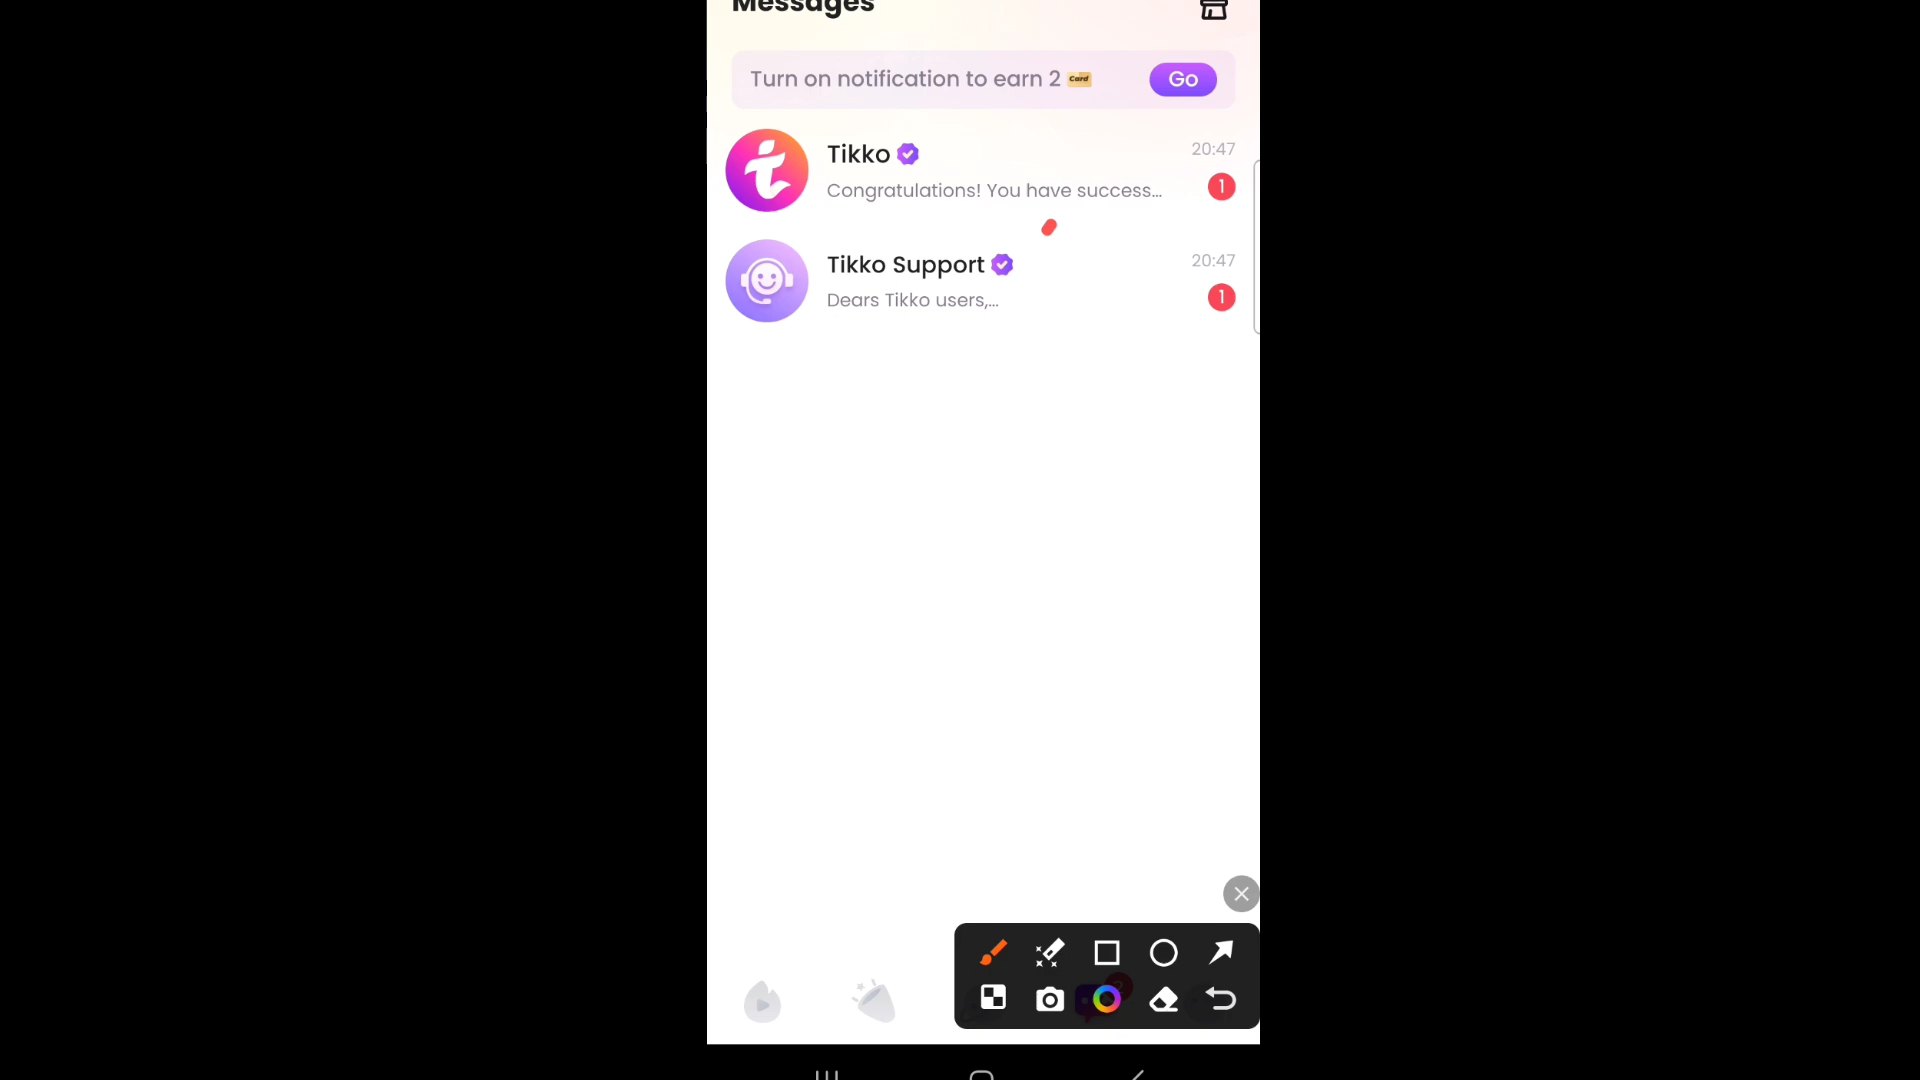 Messages
Turn on notification to earn 2 Card
Go
Tikko
20:47
Congratulations! You have success...
1
Tikko Support
20:47
Dears Tikko users,...
1